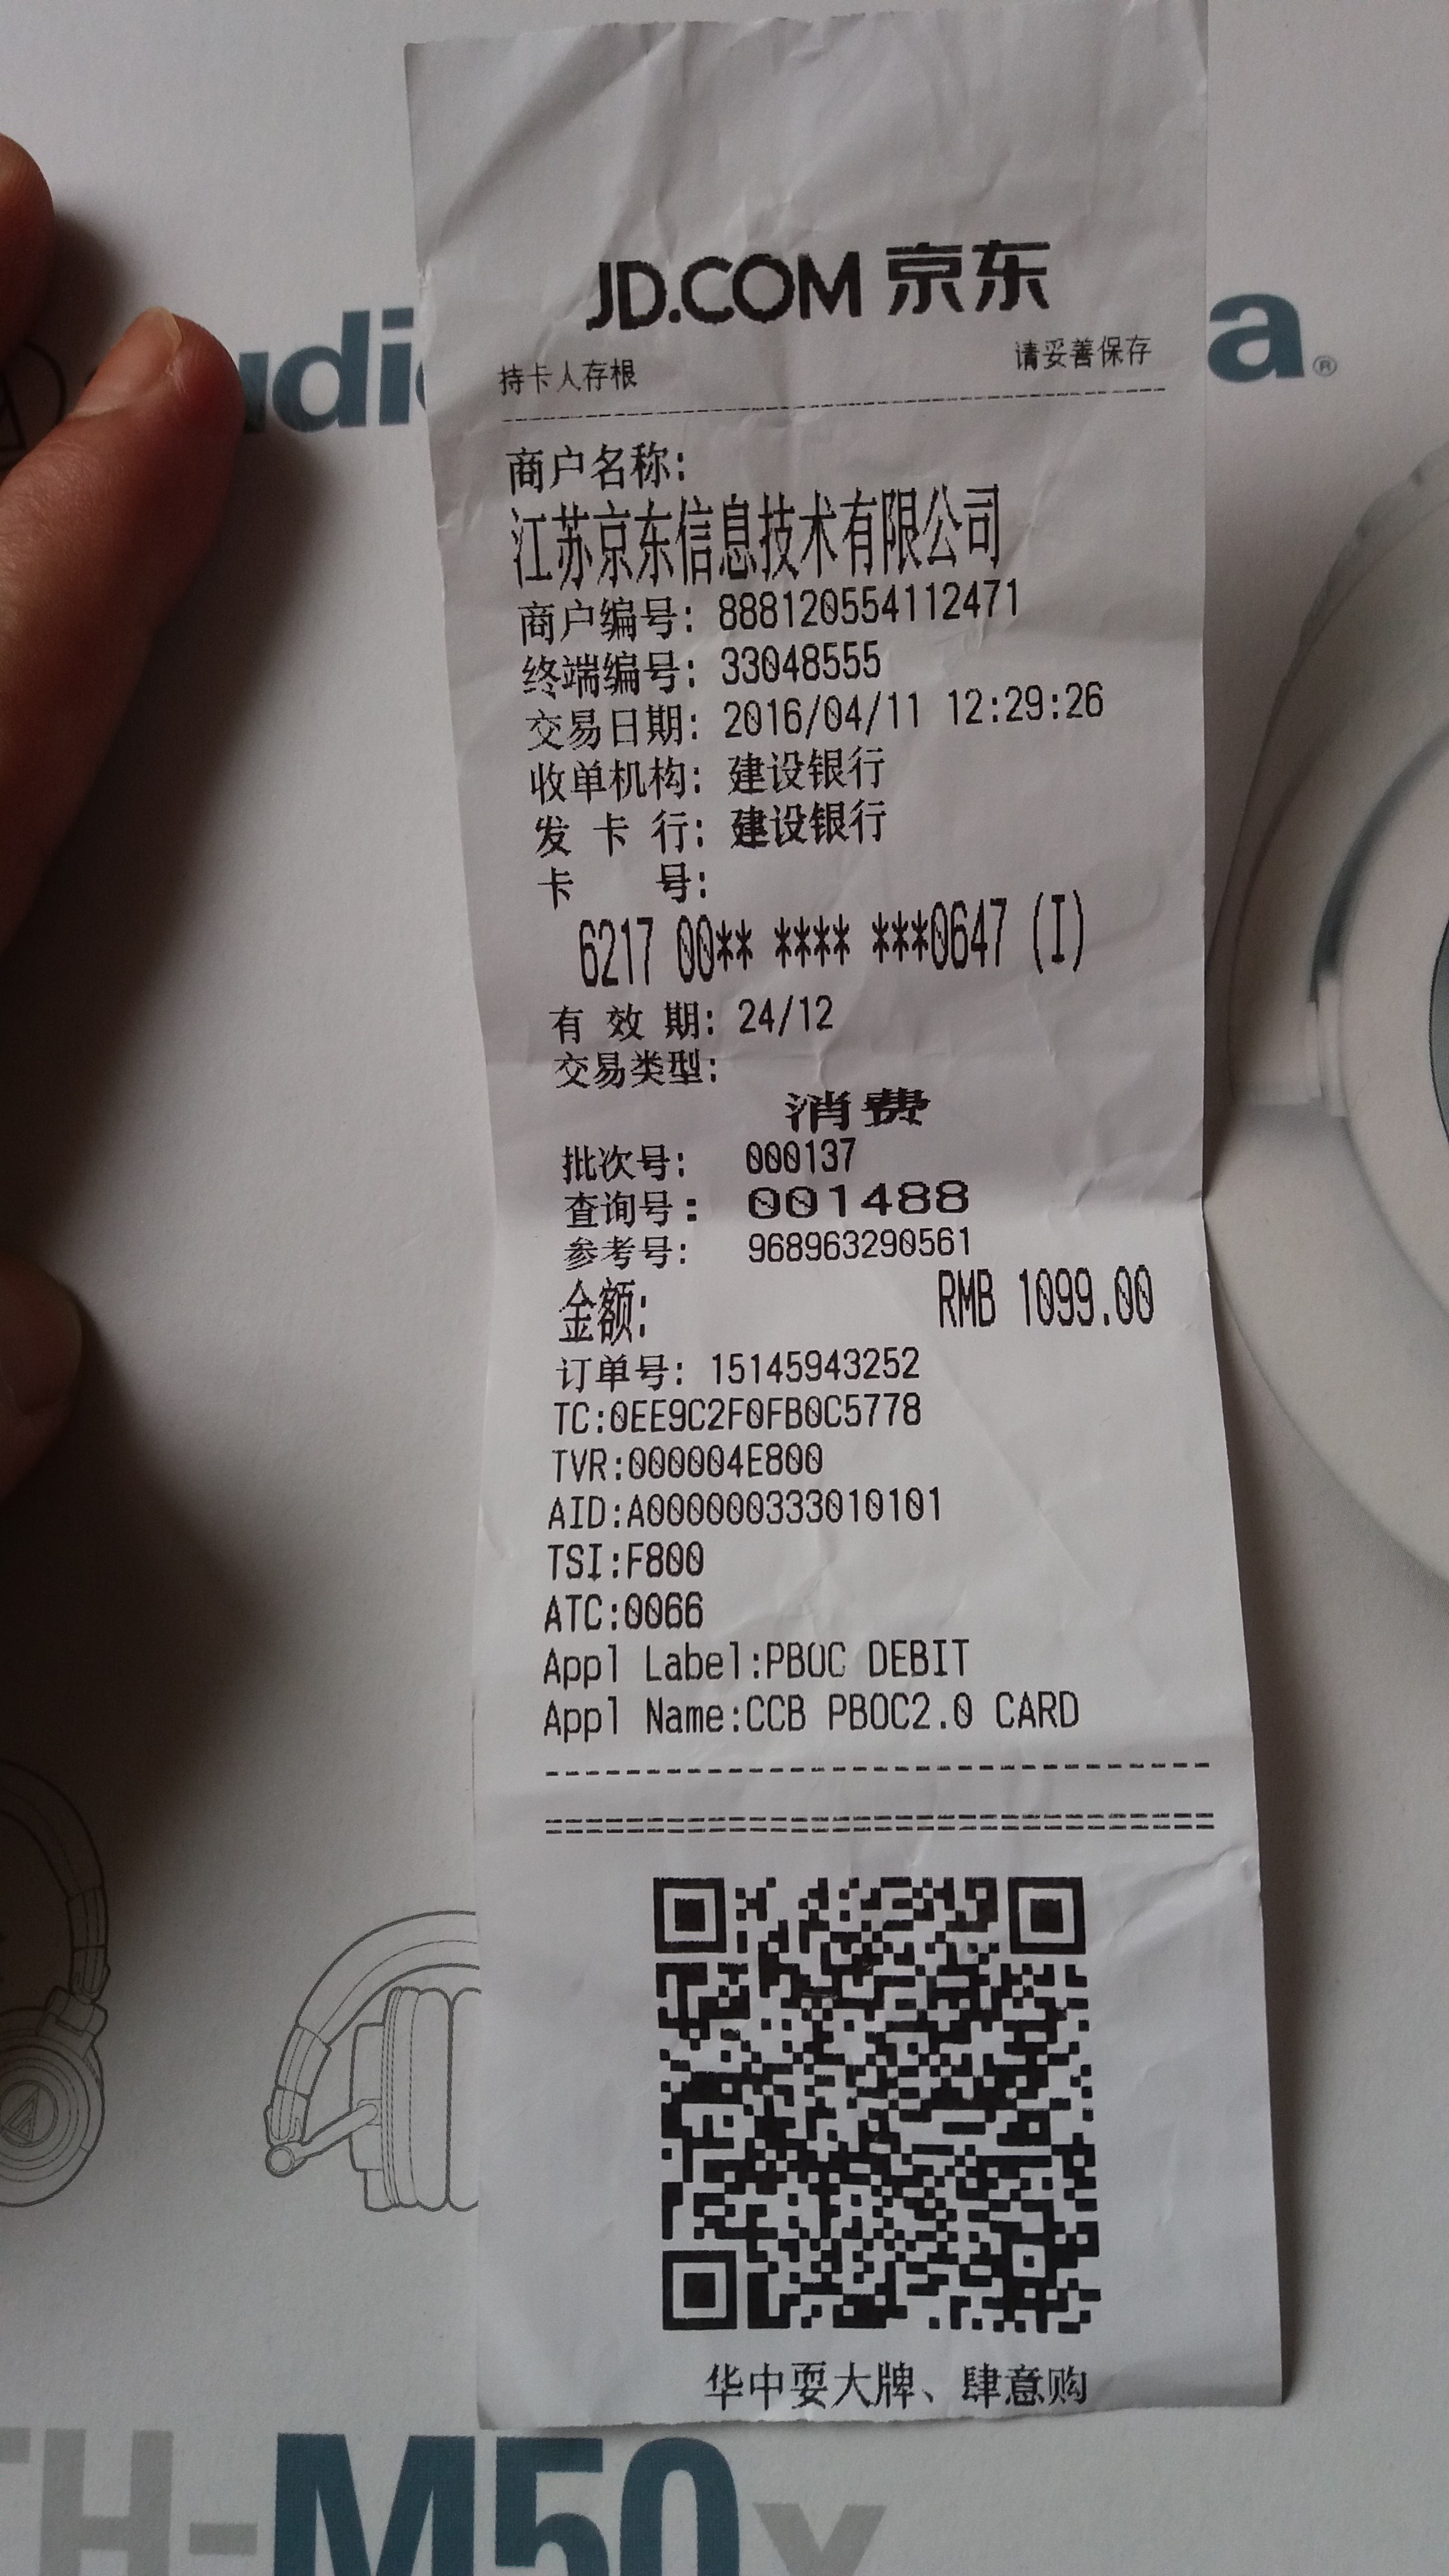 JD.COM 京东
持卡人存根 请妥善保存
商户名称:
江苏京东信息技术有限公司
商户编号: 888120554112471
终端编号: 33048555
交易日期: 2016/04/11 12:29:26
收单机构: 建设银行
发 卡 行: 建设银行
卡 号:
6217 00** **** ***0647 (I)
有 效 期: 24/12
交易类型:
消费
批次号: 000137
查询号: 001488
参考号: 968963290561
金额: RMB 1099.00
订单号: 15145943252
TC:0EE9C2F0FB0C5778
TVR:000004E800
AID:A000000333010101
TSI:F800
ATC:0066
Appl Label:PBOC DEBIT
Appl Name:CCB PBOC2.0 CARD
华中耍大牌、肆意购
TH-M50x